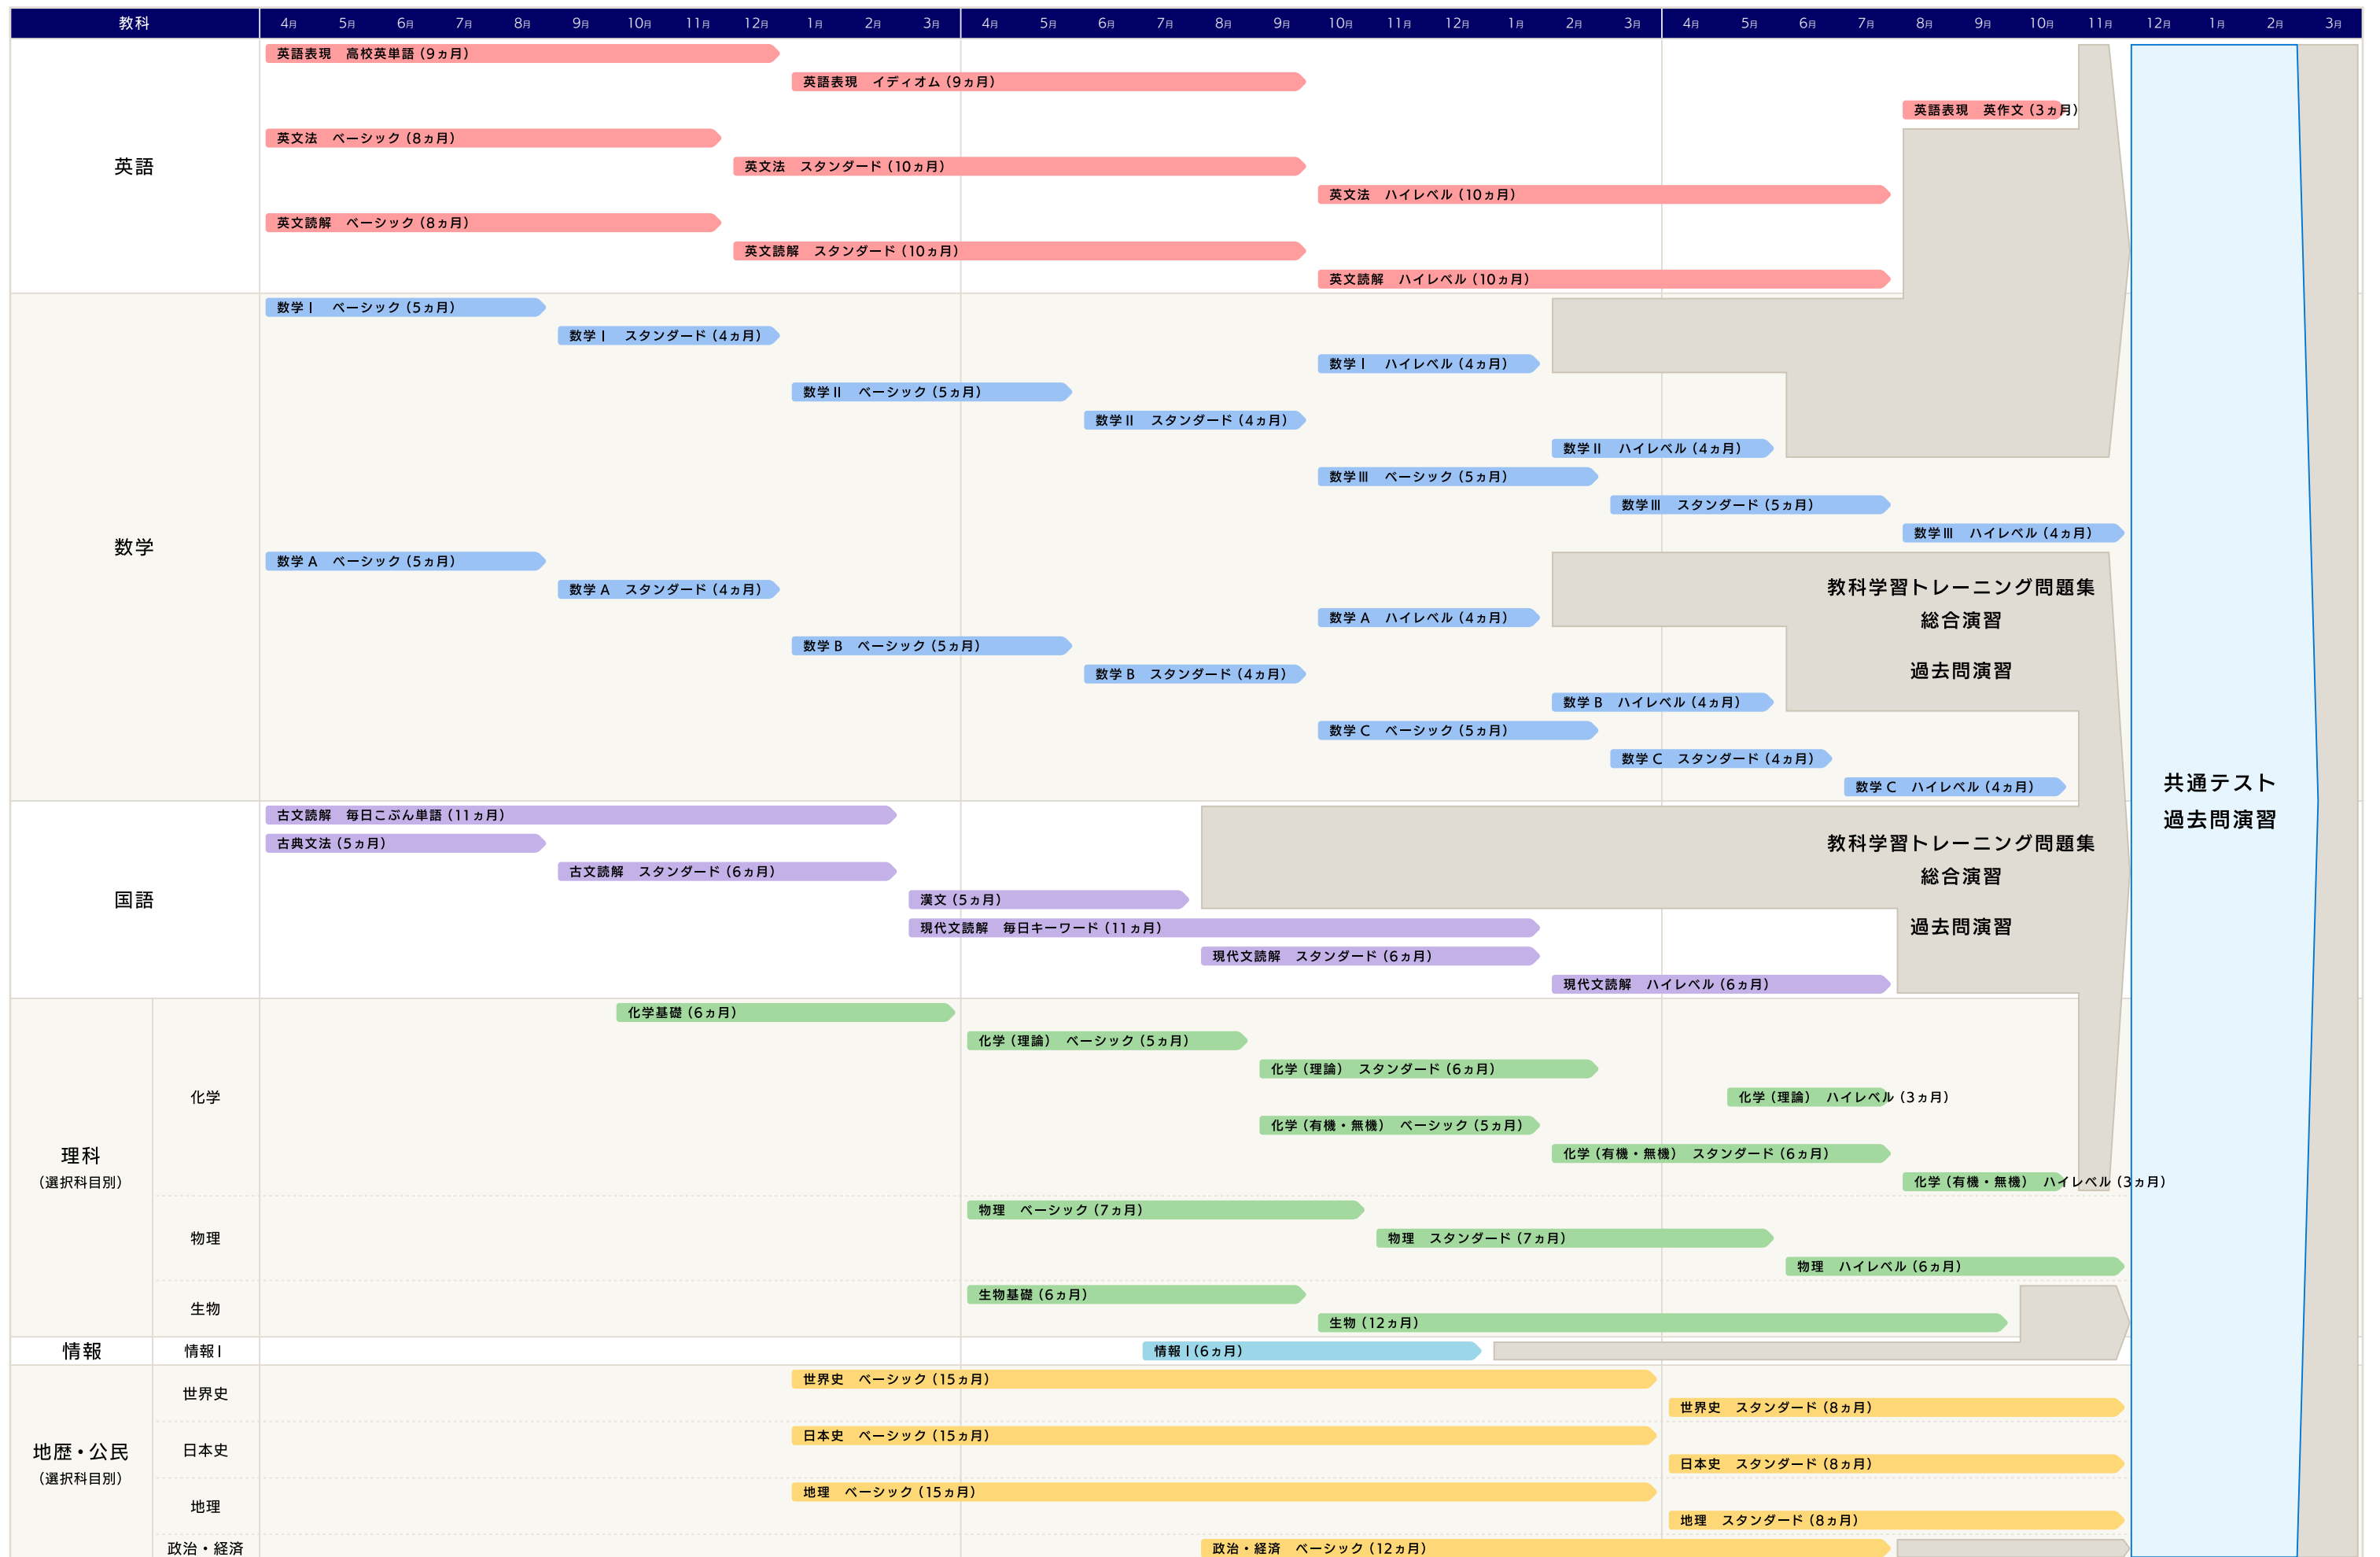 教科 4月 5月 6月 7月 8月 9月 10月 11月 12月 1月 2月 3月 4月 5月 6月 7月 8月 9月 10月 11月 12月 1月 2月 3月 4月 5月 6月 7月 8月 9月 10月 11月 12月 1月 2月 3月
英語
英語表現 高校英単語(9ヵ月)
英語表現 イディオム(9ヵ月)
英語表現 英作文(3ヵ月)
英文法 ベーシック(8ヵ月)
英文法 スタンダード(10ヵ月)
英文法 ハイレベル(10ヵ月)
英文読解 ベーシック(8ヵ月)
英文読解 スタンダード(10ヵ月)
英文読解 ハイレベル(10ヵ月)
数学
数学Ⅰ ベーシック(5ヵ月)
数学Ⅰ スタンダード(4ヵ月)
数学Ⅰ ハイレベル(4ヵ月)
数学Ⅱ ベーシック(5ヵ月)
数学Ⅱ スタンダード(4ヵ月)
数学Ⅱ ハイレベル(4ヵ月)
数学Ⅲ ベーシック(5ヵ月)
数学Ⅲ スタンダード(5ヵ月)
数学Ⅲ ハイレベル(4ヵ月)
数学A ベーシック(5ヵ月)
数学A スタンダード(4ヵ月)
数学A ハイレベル(4ヵ月)
数学B ベーシック(5ヵ月)
数学B スタンダード(4ヵ月)
数学B ハイレベル(4ヵ月)
数学C ベーシック(5ヵ月)
数学C スタンダード(4ヵ月)
数学C ハイレベル(4ヵ月)
教科学習トレーニング問題集
総合演習
過去問演習
国語
古文読解 毎日こぶん単語(11ヵ月)
古典文法(5ヵ月)
古文読解 スタンダード(6ヵ月)
漢文(5ヵ月)
現代文読解 毎日キーワード(11ヵ月)
現代文読解 スタンダード(6ヵ月)
現代文読解 ハイレベル(6ヵ月)
教科学習トレーニング問題集
総合演習
過去問演習
共通テスト
過去問演習
理科
(選択科目別)
化学
化学基礎(6ヵ月)
化学(理論) ベーシック(5ヵ月)
化学(理論) スタンダード(6ヵ月)
化学(理論) ハイレベル(3ヵ月)
化学(有機・無機) ベーシック(5ヵ月)
化学(有機・無機) スタンダード(6ヵ月)
化学(有機・無機) ハイレベル(3ヵ月)
物理
物理 ベーシック(7ヵ月)
物理 スタンダード(7ヵ月)
物理 ハイレベル(6ヵ月)
生物
生物基礎(6ヵ月)
生物(12ヵ月)
情報
情報Ⅰ
情報Ⅰ(6ヵ月)
地歴・公民
(選択科目別)
世界史
世界史 ベーシック(15ヵ月)
世界史 スタンダード(8ヵ月)
日本史
日本史 ベーシック(15ヵ月)
日本史 スタンダード(8ヵ月)
地理
地理 ベーシック(15ヵ月)
地理 スタンダード(8ヵ月)
政治・経済
政治・経済 ベーシック(12ヵ月)